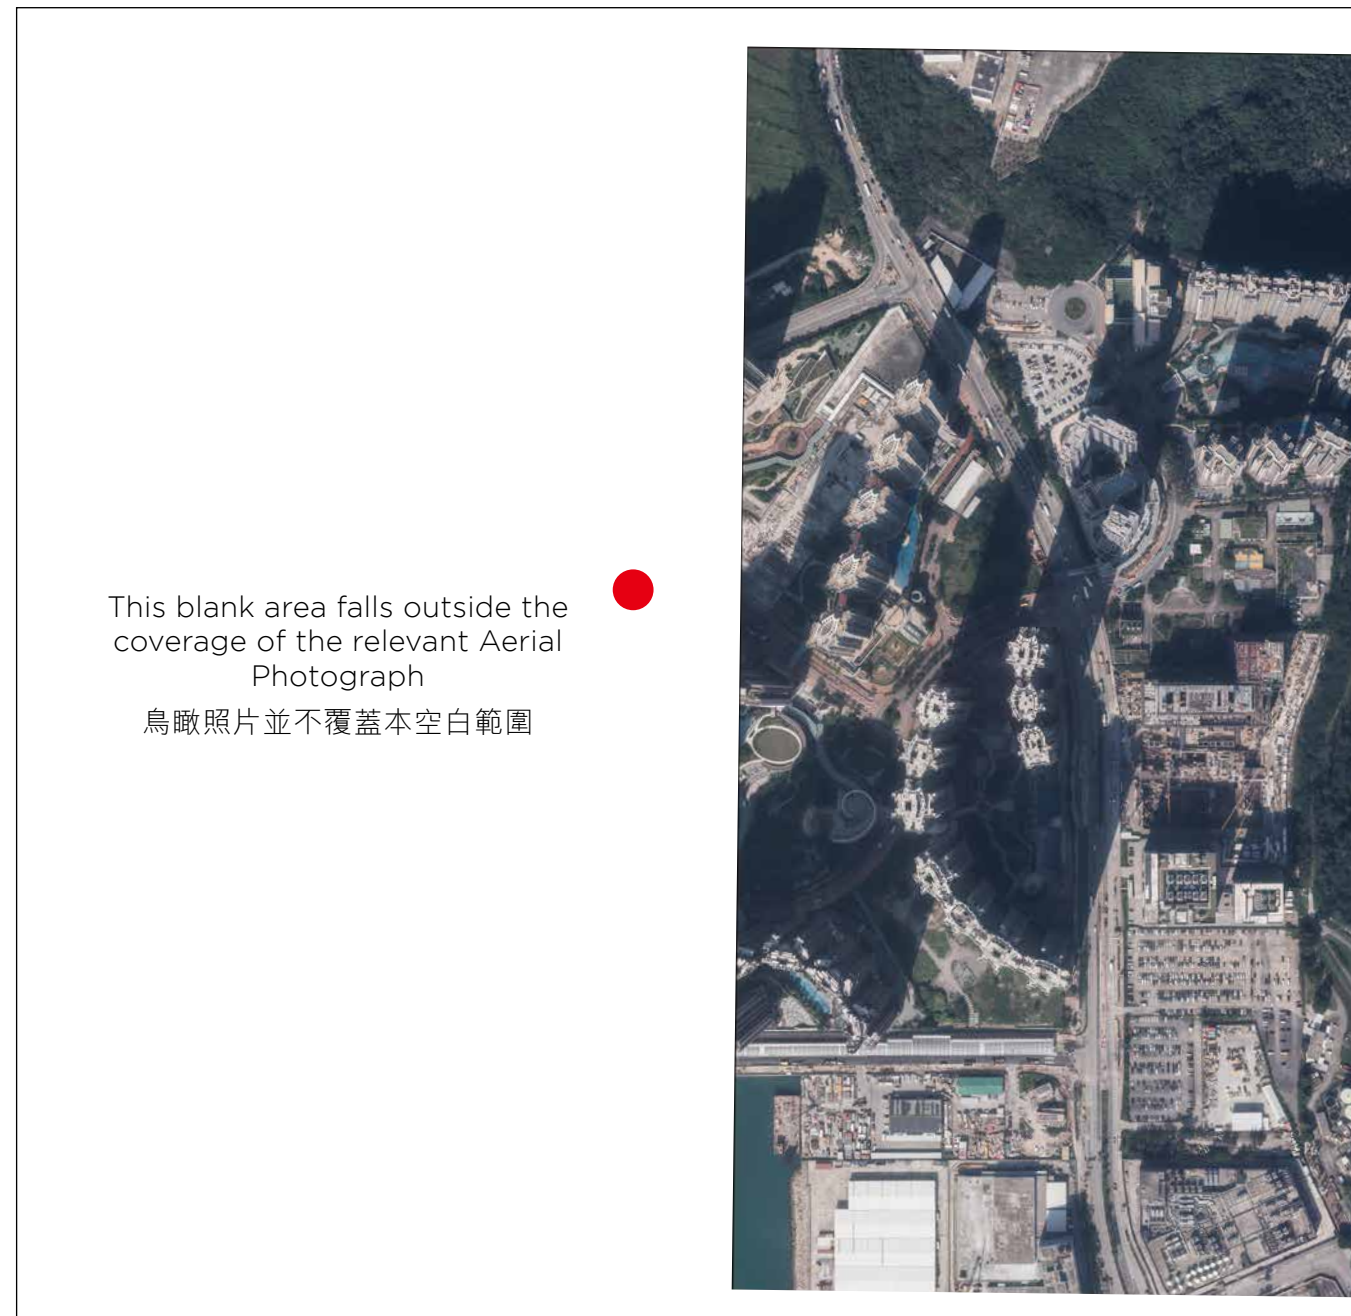 This blank area falls outside the
coverage of the relevant Aerial
Photograph
鳥瞰照片並不覆蓋本空白範圍